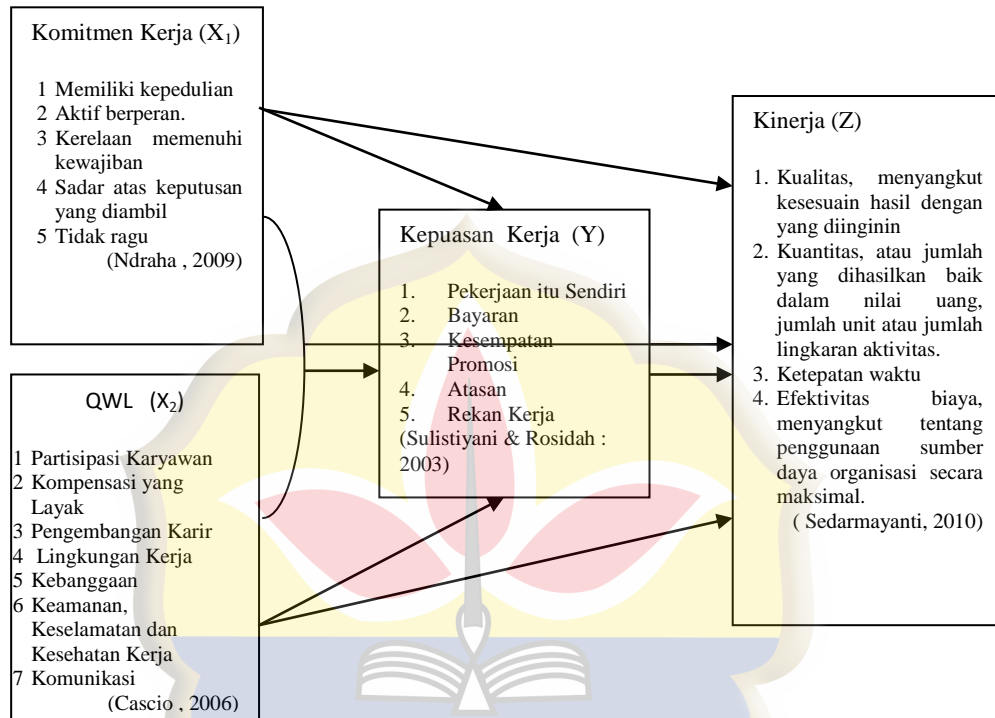 Komitmen Kerja (X1)
1 Memiliki kepedulian
2 Aktif berperan.
3 Kerelaan memenuhi
kewajiban
4 Sadar atas keputusan
yang diambil
5 Tidak ragu
(Ndraha , 2009)
QWL (X2)
1 Partisipasi Karyawan
2 Kompensasi yang
Layak
3 Pengembangan Karir
4 Lingkungan Kerja
5 Kebanggaan
6 Keamanan,
Keselamatan dan
Kesehatan Kerja
7 Komunikasi
(Cascio , 2006)
Kepuasan Kerja (Y)
1. Pekerjaan itu Sendiri
2. Bayaran
3. Kesempatan
Promosi
4. Atasan
5. Rekan Kerja
(Sulistiyani & Rosidah :
2003)
Kinerja (Z)
1. Kualitas, menyangkut
kesesuain hasil dengan
yang diinginin
2. Kuantitas, atau jumlah
yang dihasilkan baik
dalam nilai uang,
jumlah unit atau jumlah
lingkaran aktivitas.
3. Ketepatan waktu
4. Efektivitas biaya,
menyangkut tentang
penggunaan sumber
daya organisasi secara
maksimal.
( Sedarmayanti, 2010)